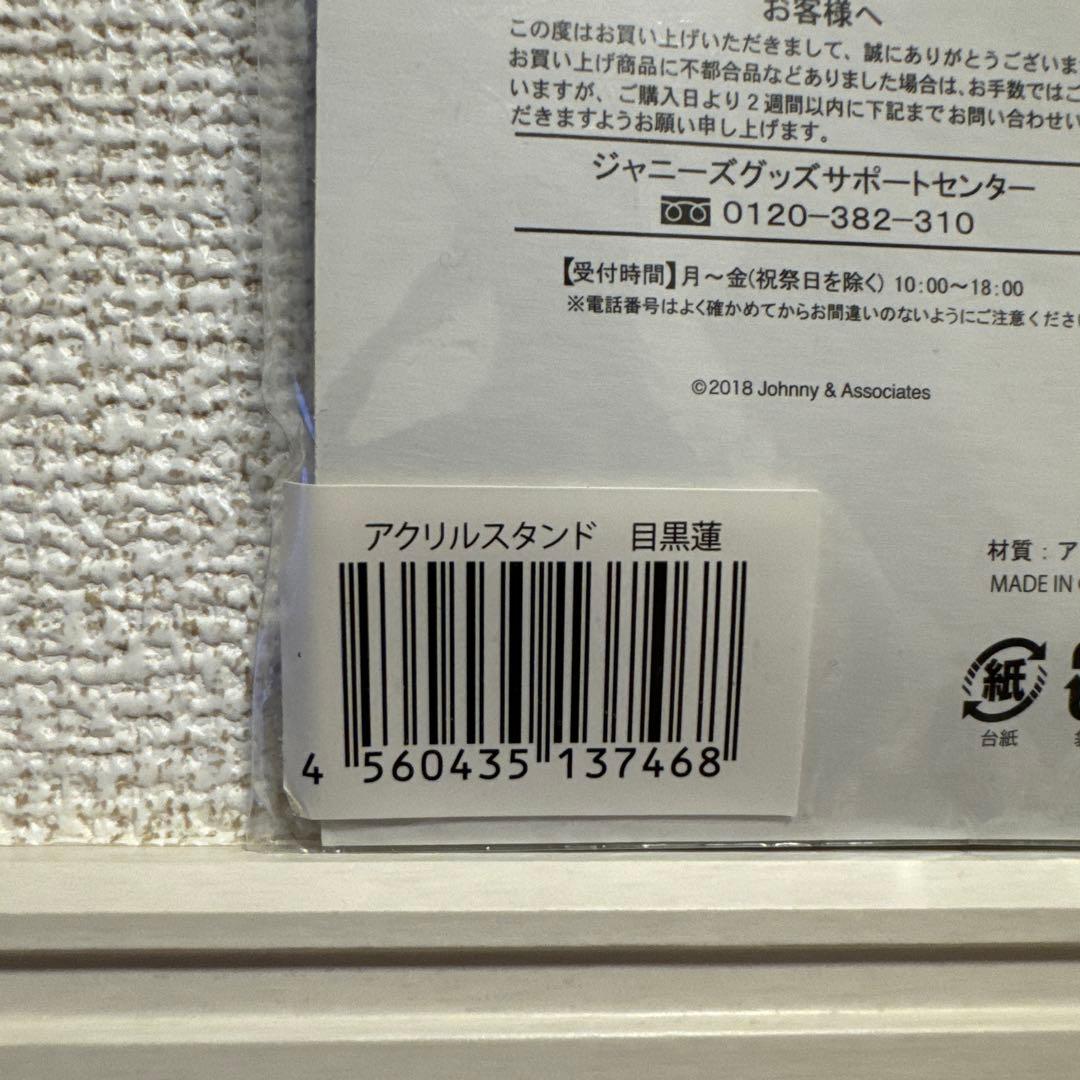 お客様へ
この度はお買い上げいただきまして、誠にありがとうございま
お買い上げ商品に不都合品などありました場合は、お手数ではご
いますが、ご購入日より2週間以内に下記までお問い合わせい
だきますようお願い申し上げます。
ジャニーズグッズサポートセンター
0120-382-310
【受付時間】月～金(祝祭日を除く) 10:00～18:00
※電話番号はよく確かめてからお間違いのないようにご注意くださ
©2018 Johnny & Associates
アクリルスタンド 目黒蓮
材質：ア
MADE IN
紙
台紙
4 560435 137468